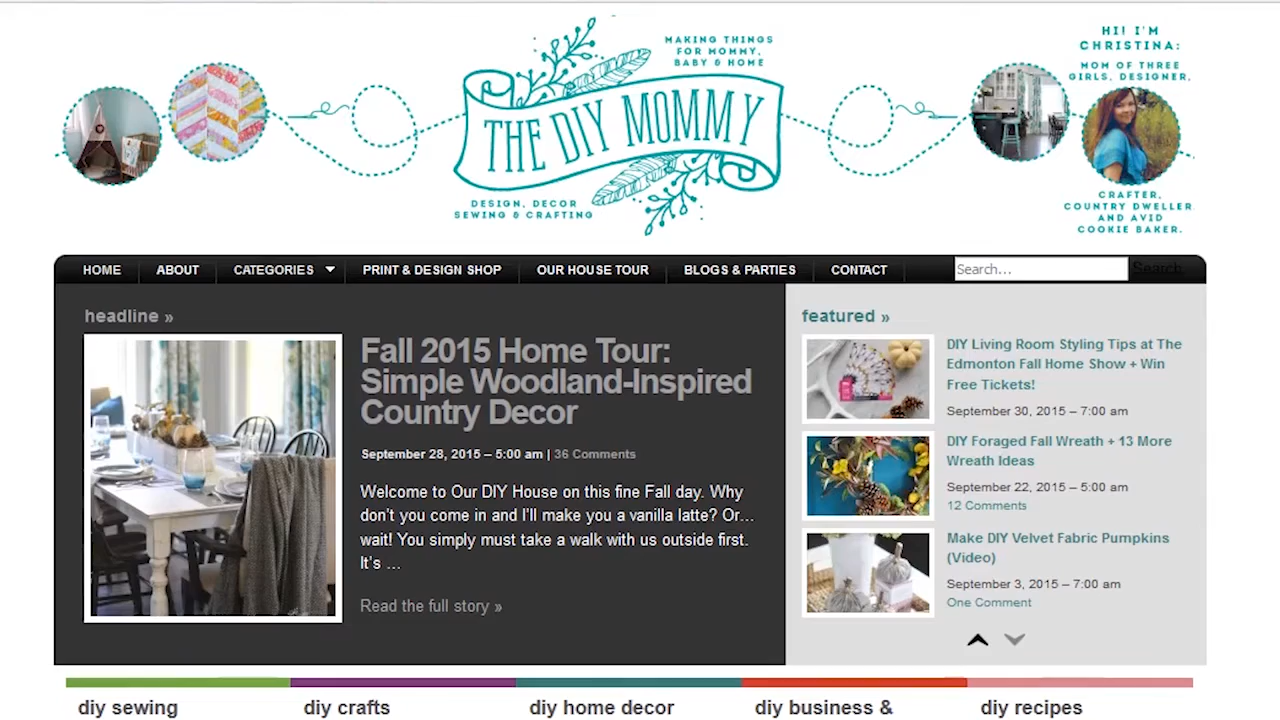 MAKING THINGS
FOR MOMMY,
BABY & HOME
THE DIY MOMMY
DESIGN, DECOR
SEWING & CRAFTING
HI! I'M
CHRISTINA:
MOM OF THREE
GIRLS, DESIGNER,
CRAFTER,
COUNTRY DWELLER
AND AVID
COOKIE BAKER.
HOME ABOUT CATEGORIES PRINT & DESIGN SHOP OUR HOUSE TOUR BLOGS & PARTIES CONTACT Search... Search
headline »
Fall 2015 Home Tour:
Simple Woodland-Inspired
Country Decor
September 28, 2015 – 5:00 am | 36 Comments
Welcome to Our DIY House on this fine Fall day. Why
don't you come in and I'll make you a vanilla latte? Or…
wait! You simply must take a walk with us outside first.
It's …
Read the full story »
featured »
DIY Living Room Styling Tips at The
Edmonton Fall Home Show + Win
Free Tickets!
September 30, 2015 – 7:00 am
DIY Foraged Fall Wreath + 13 More
Wreath Ideas
September 22, 2015 – 5:00 am
12 Comments
Make DIY Velvet Fabric Pumpkins
(Video)
September 3, 2015 – 7:00 am
One Comment
diy sewing diy crafts diy home decor diy business & diy recipes